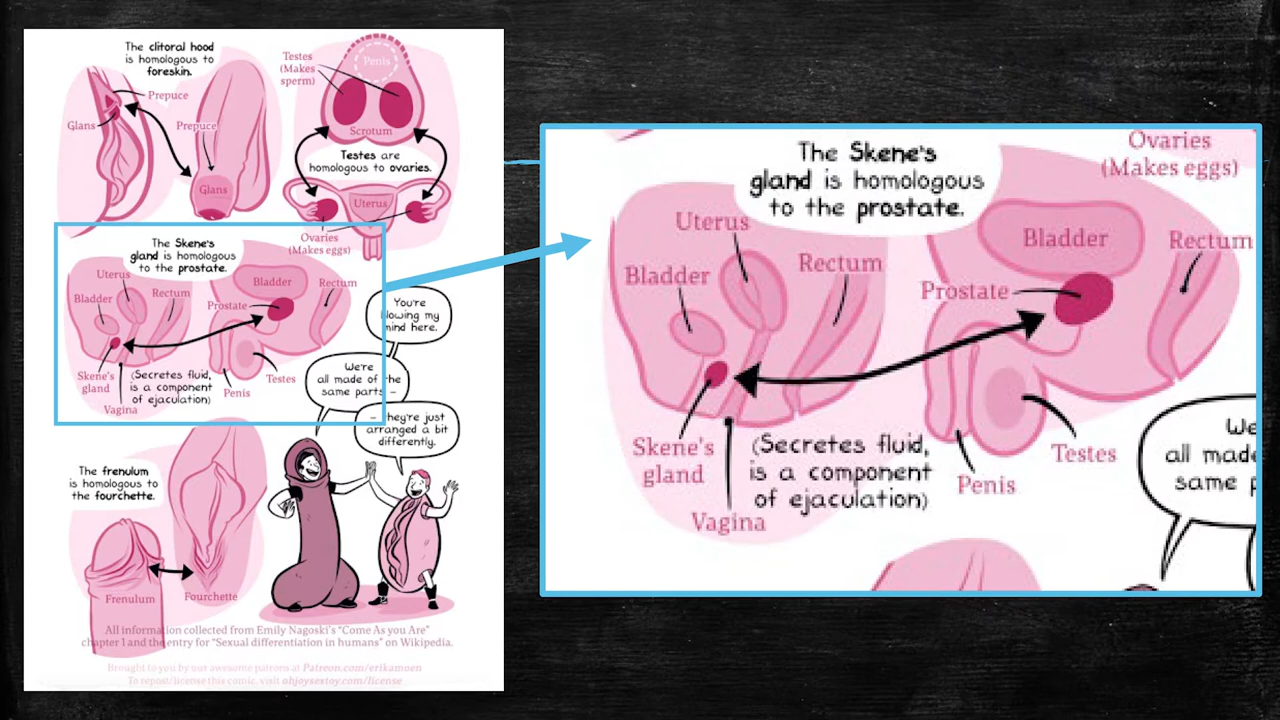 The clitoral hood
is homologous to
foreskin.
Prepuce
Glans
Prepuce
Glans
Testes
(Makes
sperm)
Penis
Scrotum
Testes are
homologous to ovaries.
Uterus
Ovaries
(Makes eggs)
The Skene's
gland is homologous
to the prostate.
Uterus
Bladder
Rectum
Bladder
Rectum
Prostate
Skene's
gland
Vagina
(Secretes fluid,
is a component
of ejaculation)
Penis
Testes
You're
blowing my
mind here.
We're
all made of the
same parts –
– They're just
arranged a bit
differently.
The frenulum
is homologous to
the fourchette.
Frenulum
Fourchette
All information collected from Emily Nagoski's "Come As you Are"
chapter 1 and the entry for "Sexual differentiation in humans" on Wikipedia.
Brought to you by our awesome patrons at Patreon.com/erikamoen
To repost/license this comic, visit ohjoysextoy.com/license
The Skene's
gland is homologous
to the prostate.
Ovaries
(Makes eggs)
Uterus
Bladder
Rectum
Bladder
Rectum
Prostate
Skene's
gland
Vagina
(Secretes fluid,
is a component
of ejaculation)
Penis
Testes
We
all made
same p